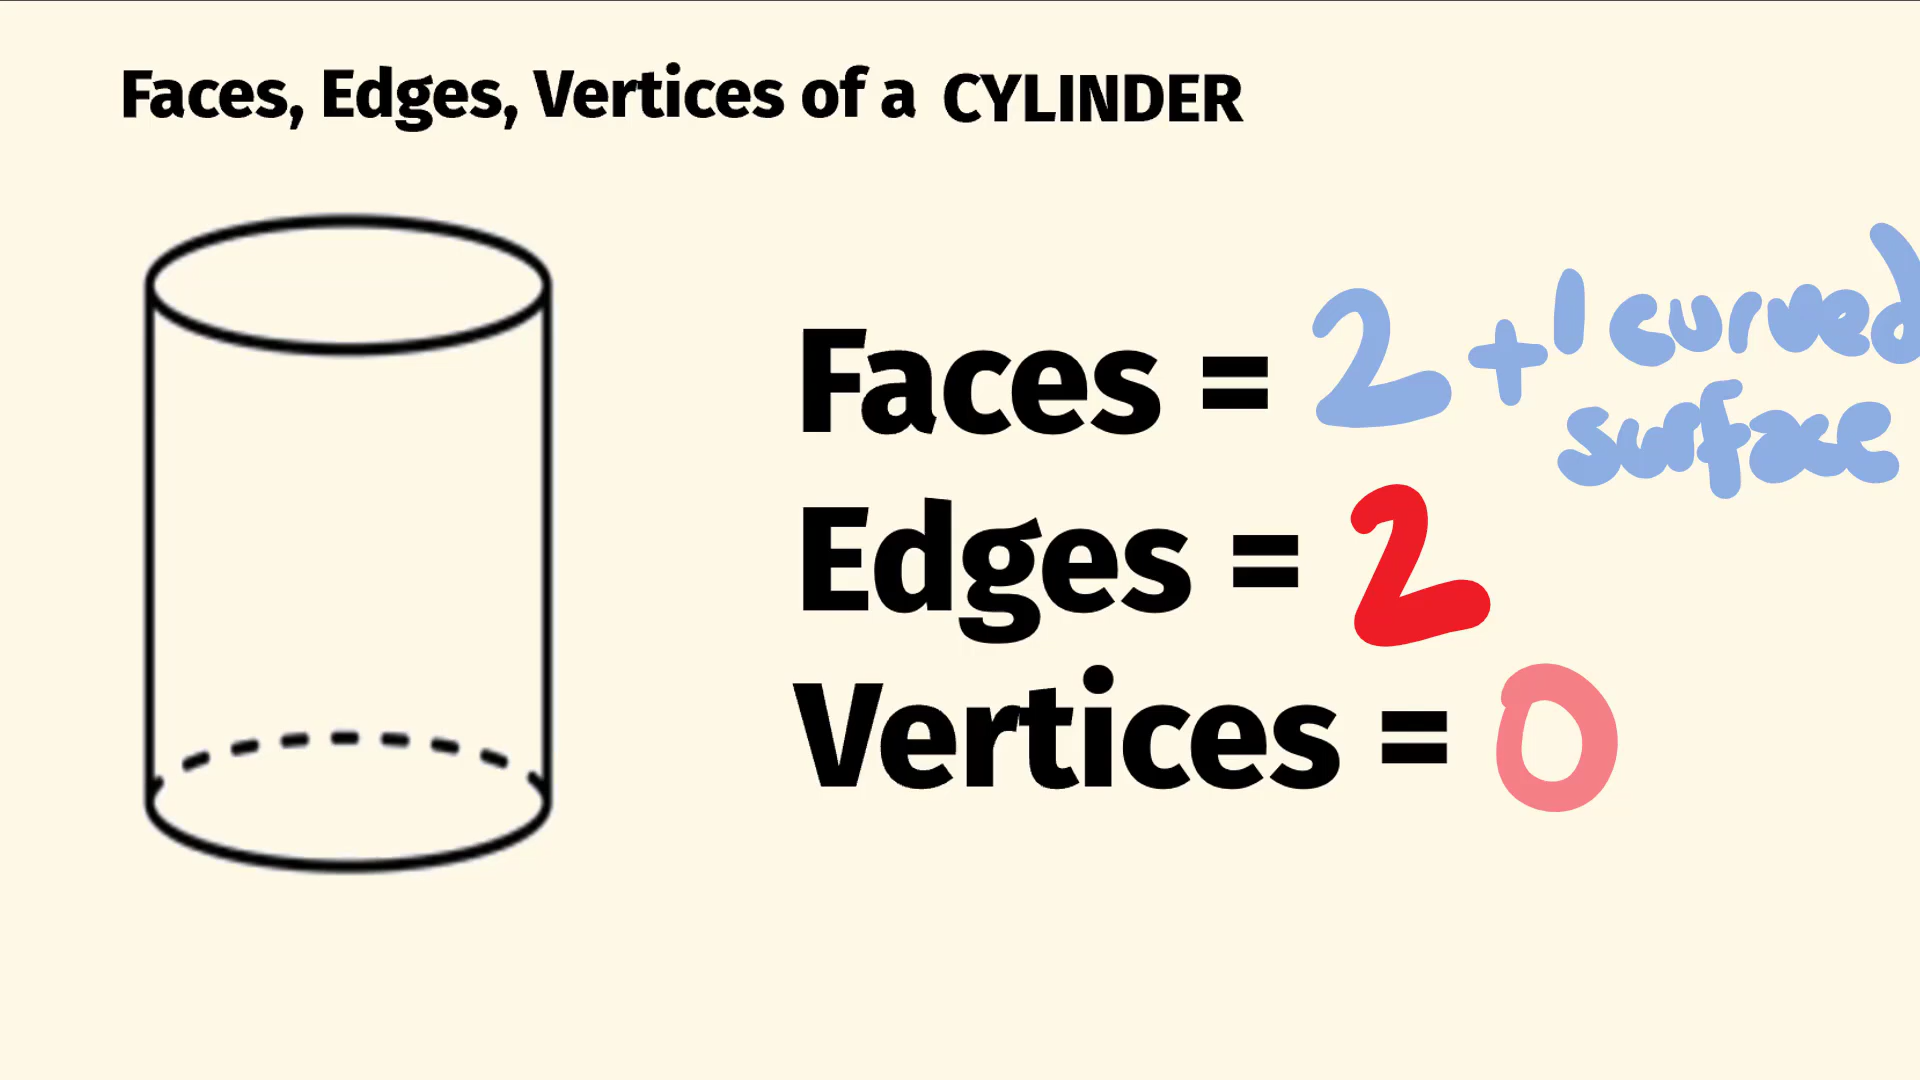 Faces, Edges, Vertices of a CYLINDER
Faces = 2 + 1 curved
surface
Edges = 2
Vertices = 0